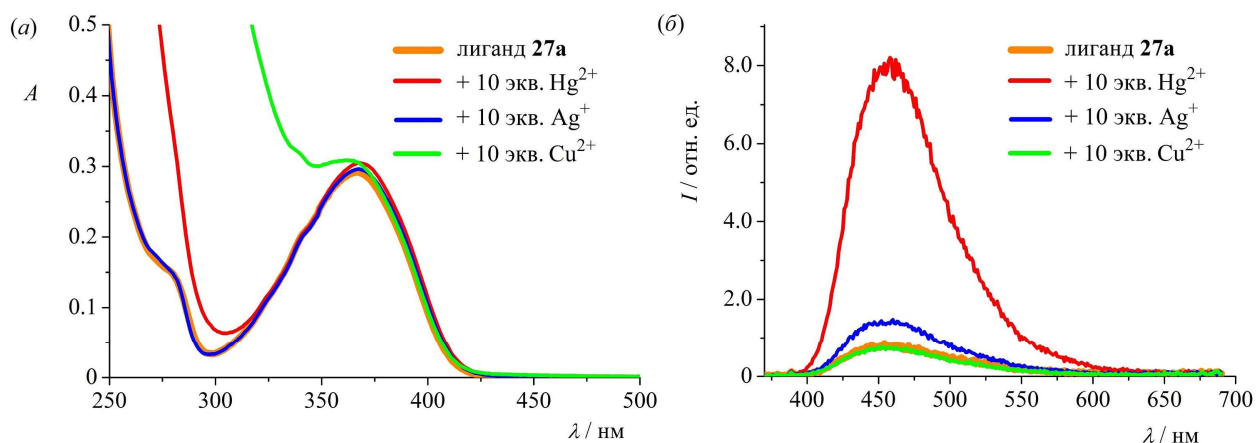 (а)
0.5
0.4
A
0.3
0.2
0.1
0
250 300 350 400 450 500
λ / нм
лиганд 27а
+ 10 экв. Hg²⁺
+ 10 экв. Ag⁺
+ 10 экв. Cu²⁺
(б)
8.0
6.0
I / отн. ед.
4.0
2.0
0.0
400 450 500 550 600 650 700
λ / нм
лиганд 27а
+ 10 экв. Hg²⁺
+ 10 экв. Ag⁺
+ 10 экв. Cu²⁺